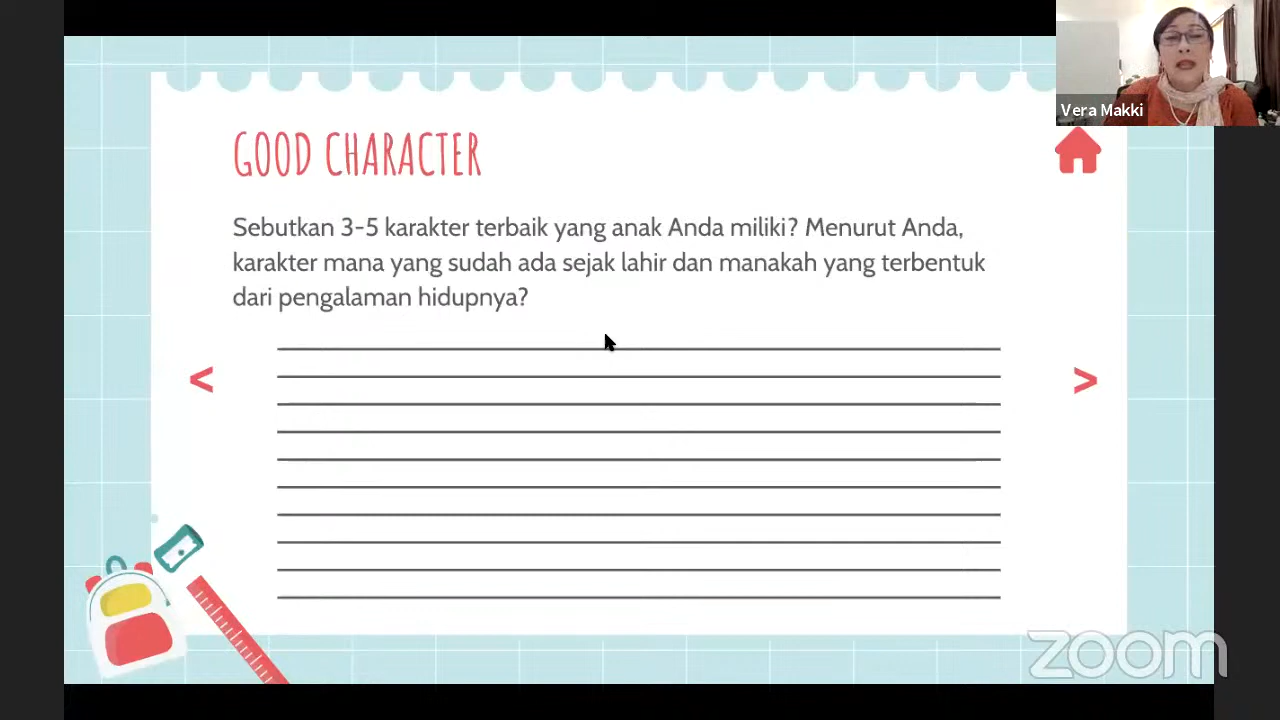 Vera Makki
GOOD CHARACTER
Sebutkan 3-5 karakter terbaik yang anak Anda miliki? Menurut Anda,
karakter mana yang sudah ada sejak lahir dan manakah yang terbentuk
dari pengalaman hidupnya?
< >
zoom